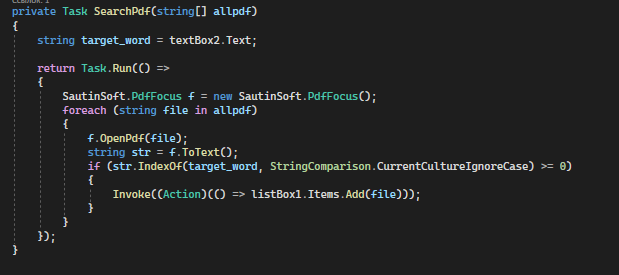 private Task SearchPdf(string[] allpdf)
{
string target_word = textBox2.Text;
return Task.Run(() =>
{
SautinSoft.PdfFocus f = new SautinSoft.PdfFocus();
foreach (string file in allpdf)
{
f.OpenPdf(file);
string str = f.ToText();
if (str.IndexOf(target_word, StringComparison.CurrentCultureIgnoreCase) >= 0)
{
Invoke((Action)(() => listBox1.Items.Add(file)));
}
}
});
}